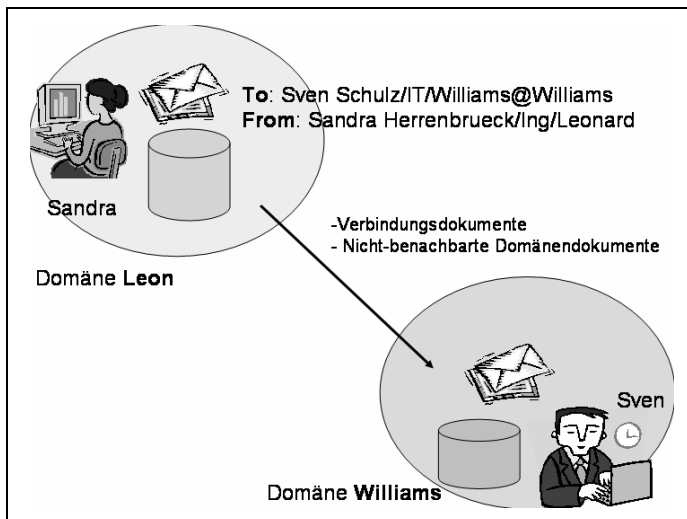 To: Sven Schulz/IT/Williams@Williams
From: Sandra Herrenbrueck/Ing/Leonard
Sandra
-Verbindungsdokumente
- Nicht-benachbarte Domänendokumente
Domäne Leon
Sven
Domäne Williams